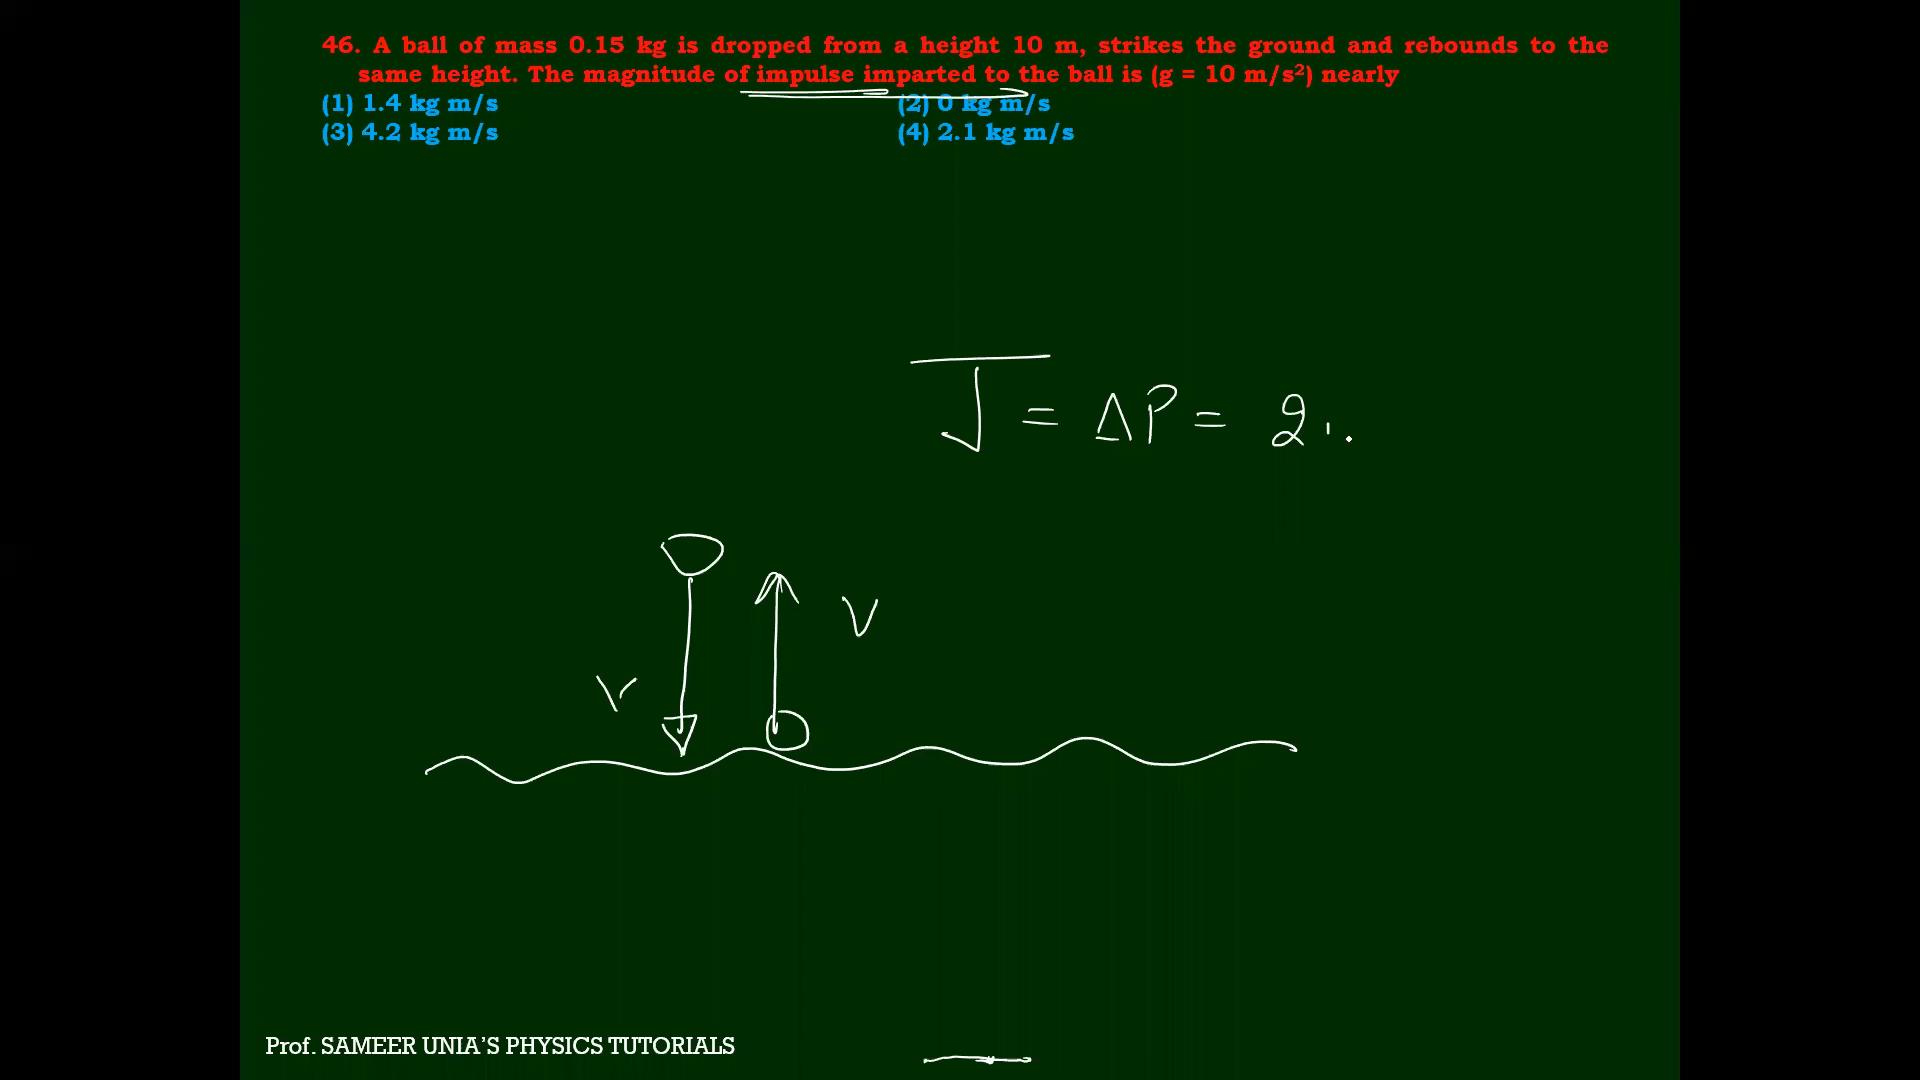 46. A ball of mass 0.15 kg is dropped from a height 10 m, strikes the ground and rebounds to the
same height. The magnitude of impulse imparted to the ball is (g = 10 m/s²) nearly
(1) 1.4 kg m/s (2) 0 kg m/s
(3) 4.2 kg m/s (4) 2.1 kg m/s
J = ΔP = 2
V
V
Prof. SAMEER UNIA’S PHYSICS TUTORIALS